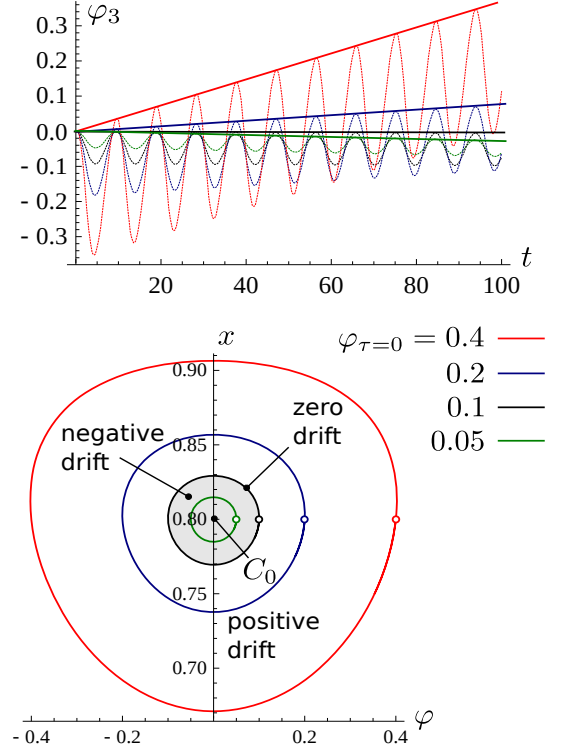 φ₃
0.3
0.2
0.1
0.0
- 0.1
- 0.2
- 0.3
20 40 60 80 100
t
x
φτ=0 = 0.4
0.2
0.1
0.05
0.90
0.85
0.80
0.75
0.70
negative
drift
zero
drift
C₀
positive
drift
- 0.4 - 0.2 0.2 0.4
φ